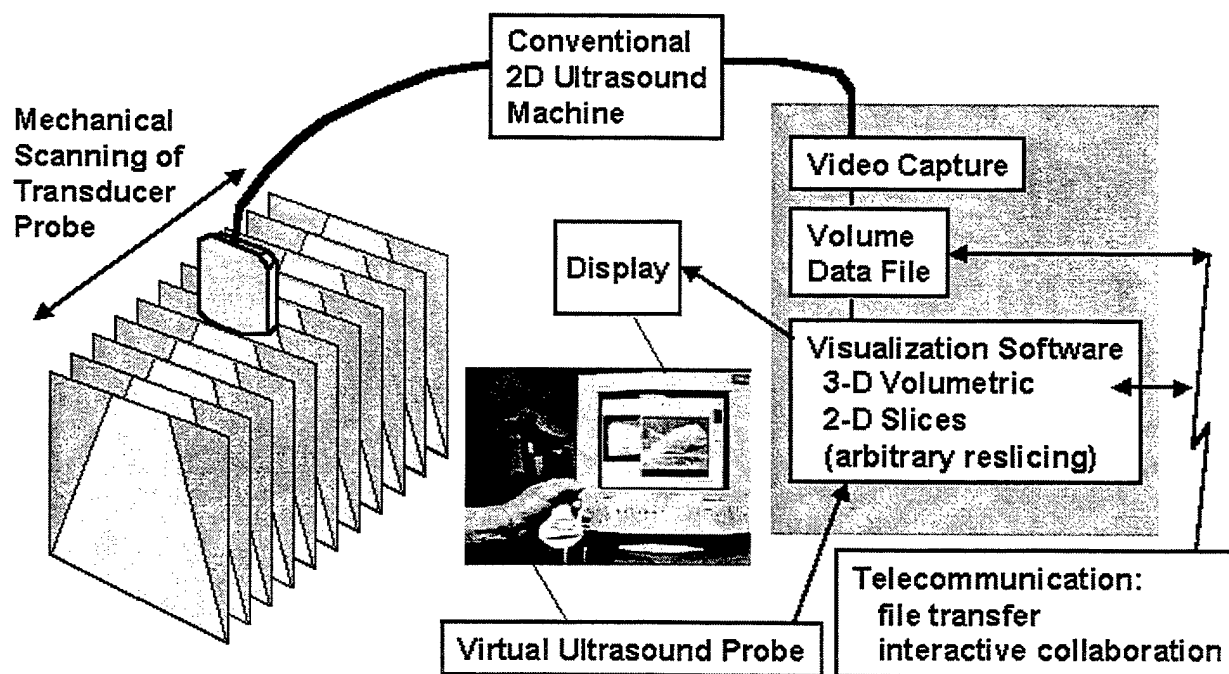 Conventional
2D Ultrasound
Machine
Mechanical
Scanning of
Transducer
Probe
Video Capture
Volume
Data File
Display
Visualization Software
3-D Volumetric
2-D Slices
(arbitrary reslicing)
Telecommunication:
file transfer
interactive collaboration
Virtual Ultrasound Probe